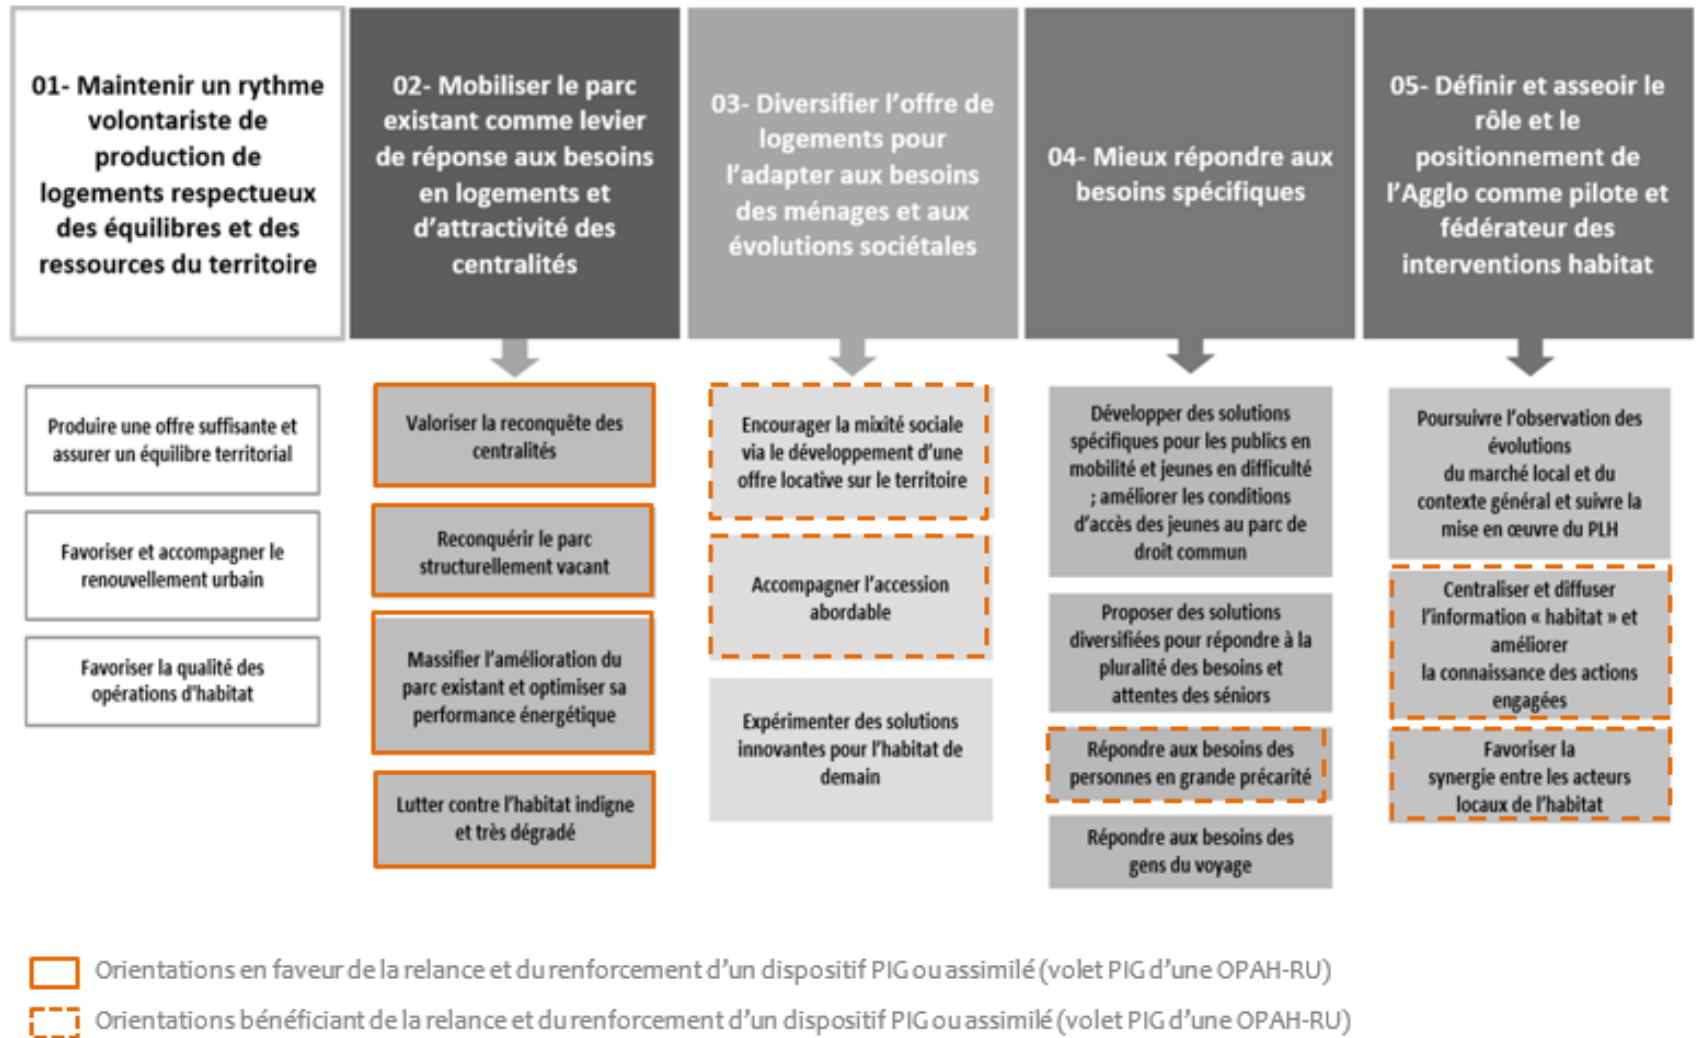 01- Maintenir un rythme
volontariste de
production de
logements respectueux
des équilibres et des
ressources du territoire
02- Mobiliser le parc
existant comme levier
de réponse aux besoins
en logements et
d’attractivité des
centralités
03- Diversifier l’offre de
logements pour
l’adapter aux besoins
des ménages et aux
évolutions sociétales
04- Mieux répondre aux
besoins spécifiques
05- Définir et asseoir le
rôle et le
positionnement de
l’Agglo comme pilote et
fédérateur des
interventions habitat
Produire une offre suffisante et
assurer un équilibre territorial
Favoriser et accompagner le
renouvellement urbain
Favoriser la qualité des
opérations d'habitat
Valoriser la reconquête des
centralités
Reconquérir le parc
structurellement vacant
Massifier l’amélioration du
parc existant et optimiser sa
performance énergétique
Lutter contre l’habitat indigne
et très dégradé
Encourager la mixité sociale
via le développement d’une
offre locative sur le territoire
Accompagner l’accession
abordable
Expérimenter des solutions
innovantes pour l’habitat de
demain
Développer des solutions
spécifiques pour les publics en
mobilité et jeunes en difficulté
; améliorer les conditions
d’accès des jeunes au parc de
droit commun
Proposer des solutions
diversifiées pour répondre à la
pluralité des besoins et
attentes des séniors
Répondre aux besoins des
personnes en grande précarité
Répondre aux besoins des
gens du voyage
Poursuivre l’observation des
évolutions
du marché local et du
contexte général et suivre la
mise en œuvre du PLH
Centraliser et diffuser
l’information « habitat » et
améliorer
la connaissance des actions
engagées
Favoriser la
synergie entre les acteurs
locaux de l’habitat
Orientations en faveur de la relance et du renforcement d’un dispositif PIG ou assimilé (volet PIG d’une OPAH-RU)
Orientations bénéficiant de la relance et du renforcement d’un dispositif PIG ou assimilé (volet PIG d’une OPAH-RU)